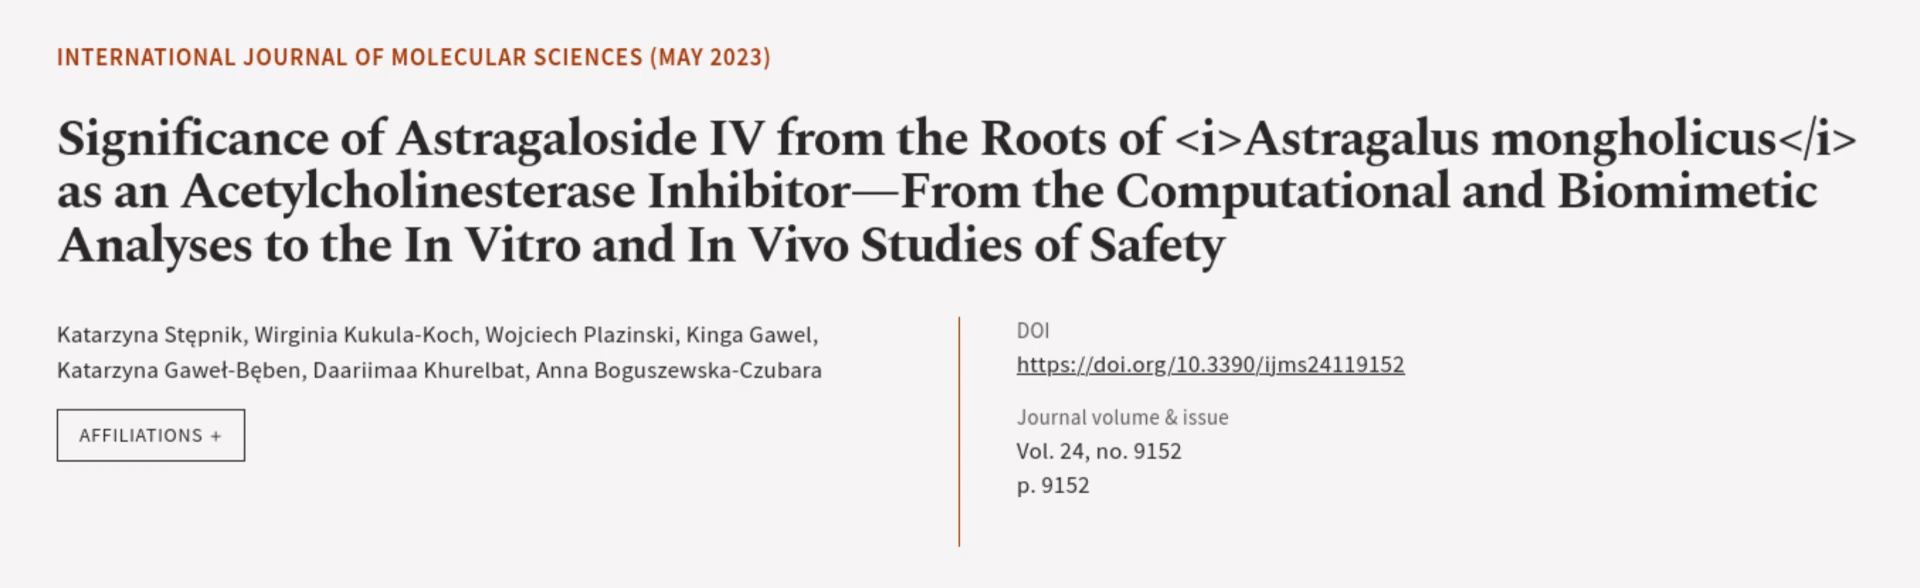 INTERNATIONAL JOURNAL OF MOLECULAR SCIENCES (MAY 2023)
Significance of Astragaloside IV from the Roots of <i>Astragalus mongholicus</i>
as an Acetylcholinesterase Inhibitor—From the Computational and Biomimetic
Analyses to the In Vitro and In Vivo Studies of Safety
Katarzyna Stępnik, Wirginia Kukula-Koch, Wojciech Plazinski, Kinga Gawel,
Katarzyna Gaweł-Bęben, Daariimaa Khurelbat, Anna Boguszewska-Czubara
AFFILIATIONS +
DOI
https://doi.org/10.3390/ijms24119152
Journal volume & issue
Vol. 24, no. 9152
p. 9152